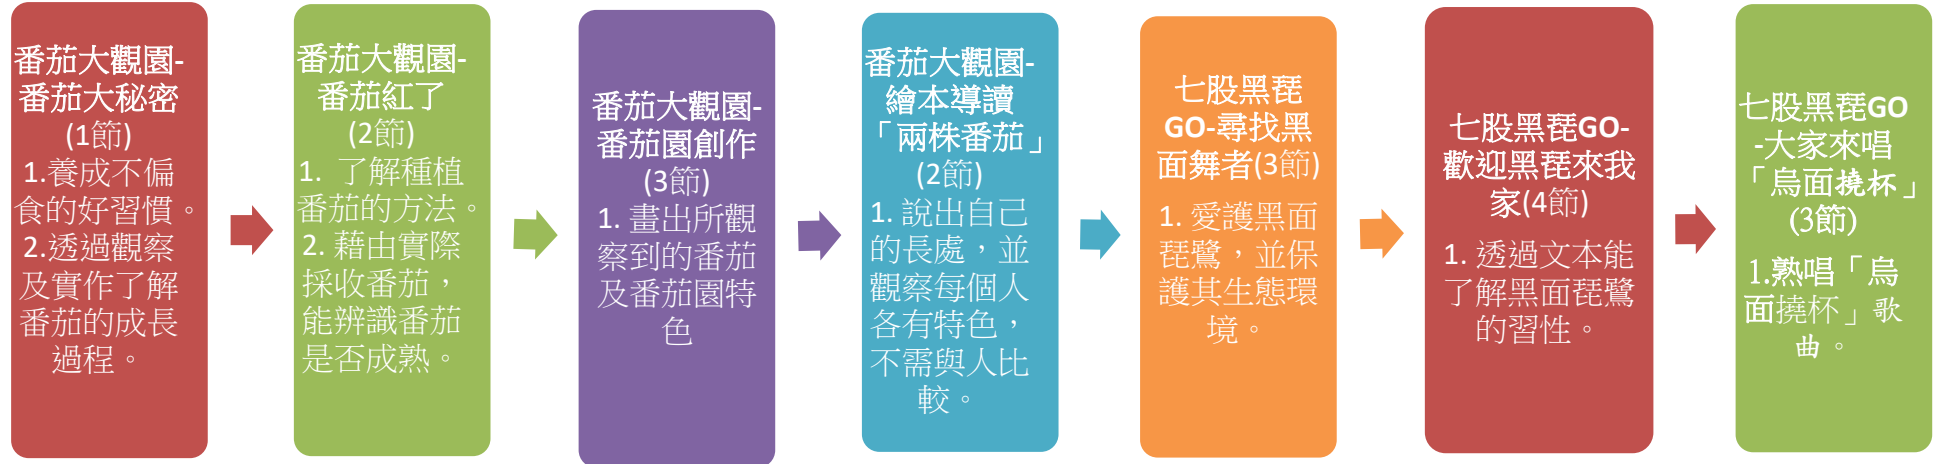 番茄大觀園-
番茄大秘密
(1節)
1.養成不偏
食的好習慣。
2.透過觀察
及實作了解
番茄的成長
過程。
番茄大觀園-
番茄紅了
(2節)
1. 了解種植
番茄的方法。
2. 藉由實際
採收番茄，
能辨識番茄
是否成熟。
番茄大觀園-
番茄園創作
(3節)
1. 畫出所觀
察到的番茄
及番茄園特
色
番茄大觀園-
繪本導讀
「兩株番茄」
(2節)
1. 說出自己
的長處，並
觀察每個人
各有特色，
不需與人比
較。
七股黑琵
GO-尋找黑
面舞者(3節)
1. 愛護黑面
琵鷺，並保
護其生態環
境。
七股黑琵GO-
歡迎黑琵來我
家(4節)
1. 透過文本能
了解黑面琵鷺
的習性。
七股黑琵GO
-大家來唱
「烏面撓杯」
(3節)
1.熟唱「烏
面撓杯」歌
曲。